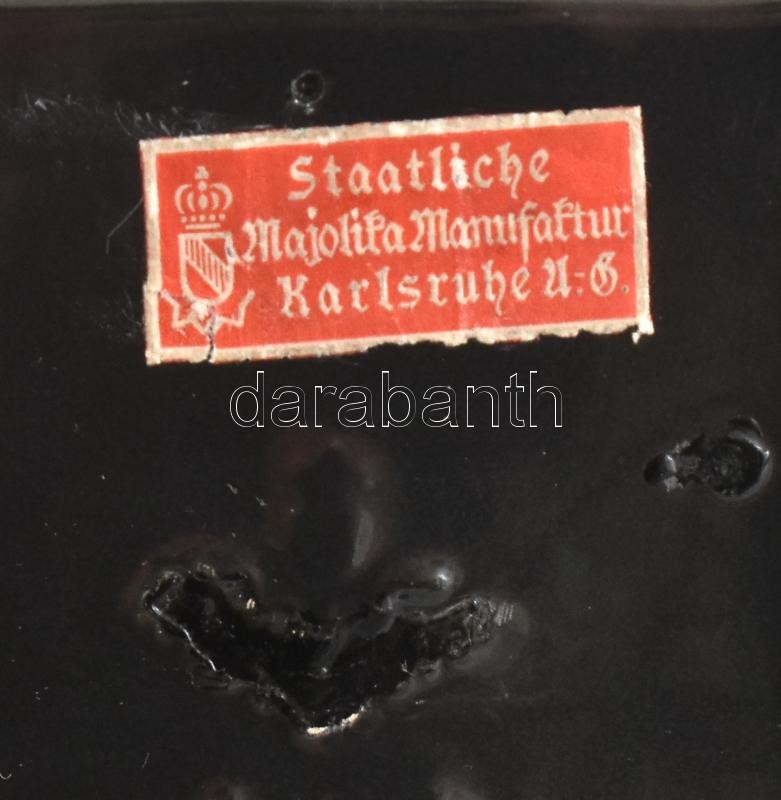 Staatliche
Majolika Manufaktur
Karlsruhe A.-G.
darabanth